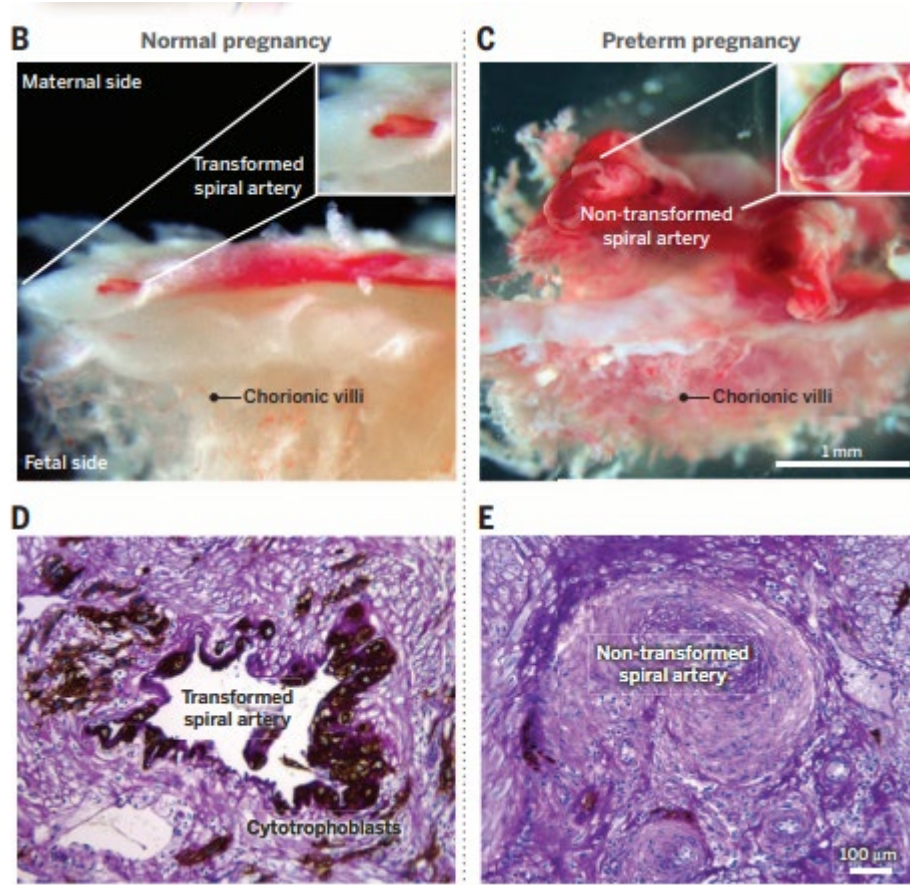 B
Normal pregnancy
Maternal side
Transformed
spiral artery
Chorionic villi
Fetal side
C
Preterm pregnancy
Non-transformed
spiral artery
Chorionic villi
1 mm
D
Transformed
spiral artery
Cytotrophoblasts
E
Non-transformed
spiral artery
100 μm